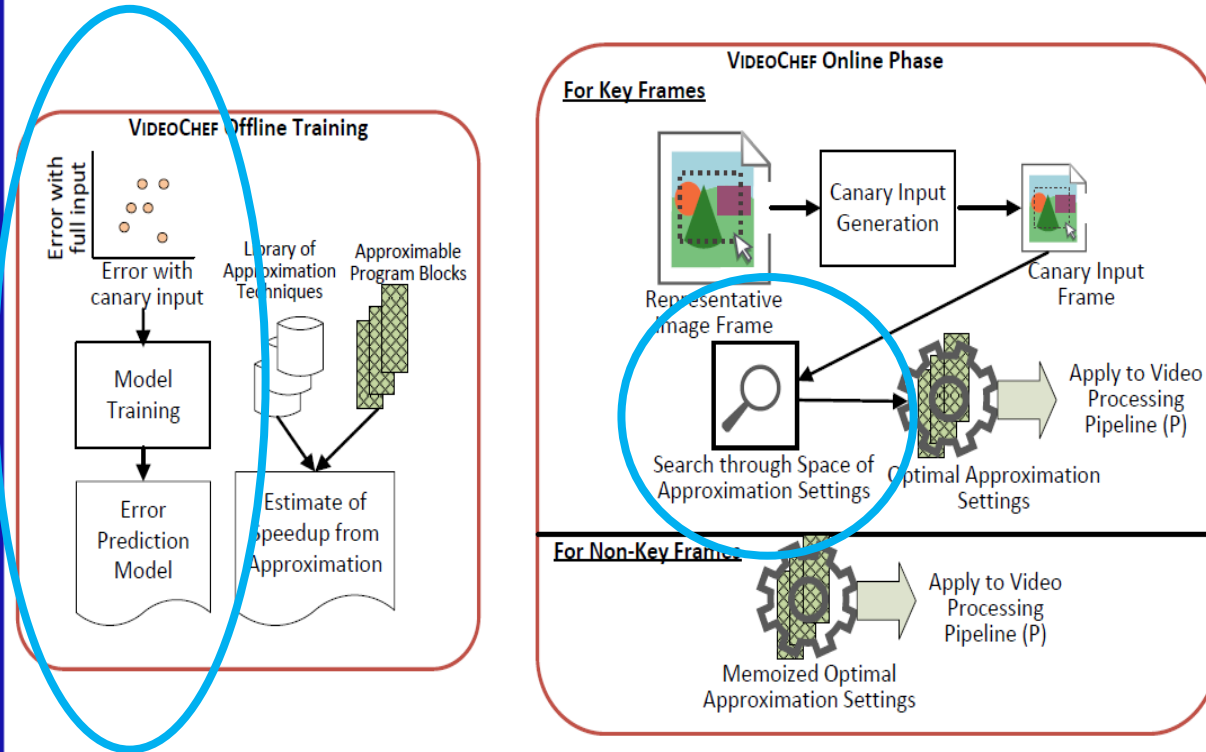 VIDEOCHEF Offline Training
Error with
full input
Error with
canary input
Model
Training
Error
Prediction
Model
Library of
Approximation
Techniques
Approximable
Program Blocks
Estimate of
Speedup from
Approximation
VIDEOCHEF Online Phase
For Key Frames
Representative
Image Frame
Canary Input
Generation
Canary Input
Frame
Search through Space of
Approximation Settings
Optimal Approximation
Settings
Apply to Video
Processing
Pipeline (P)
For Non-Key Frames
Memoized Optimal
Approximation Settings
Apply to Video
Processing
Pipeline (P)